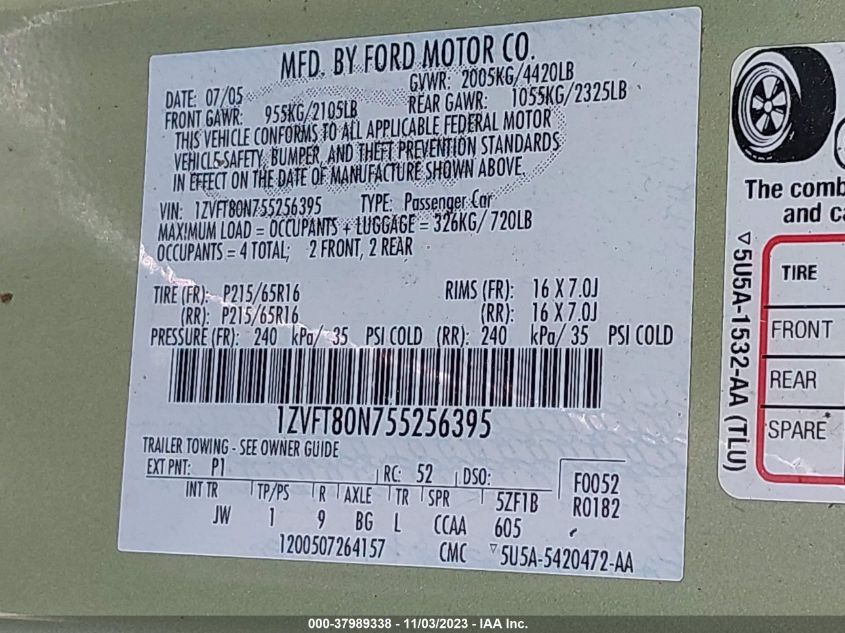 MFD. BY FORD MOTOR CO.
DATE: 07/05 GVWR: 2005KG/4420LB
FRONT GAWR: 955KG/2105LB REAR GAWR: 1055KG/2325LB
THIS VEHICLE CONFORMS TO ALL APPLICABLE FEDERAL MOTOR
VEHICLE SAFETY, BUMPER, AND THEFT PREVENTION STANDARDS
IN EFFECT ON THE DATE OF MANUFACTURE SHOWN ABOVE.
VIN: 1ZVFT80N755256395 TYPE: Passenger Car
MAXIMUM LOAD = OCCUPANTS + LUGGAGE = 326KG/720LB
OCCUPANTS = 4 TOTAL; 2 FRONT, 2 REAR
TIRE (FR): P215/65R16 RIMS (FR): 16 X 7.0J
(RR): P215/65R16 (RR): 16 X 7.0J
PRESSURE (FR): 240 kPa/ 35 PSI COLD (RR): 240 kPa/ 35 PSI COLD
1ZVFT80N755256395
TRAILER TOWING - SEE OWNER GUIDE
EXT PNT: P1 RC: 52 DSO: F0052
INT TR TP/PS R AXLE TR SPR 5ZF1B R0182
JW 1 9 BG L CCAA 605
1200507264157 CMC ▽5U5A-5420472-AA
The comb
and ca
▽5U5A-1532-AA (TLU)
TIRE
FRONT
REAR
SPARE
000-37989338 - 11/03/2023 - IAA Inc.